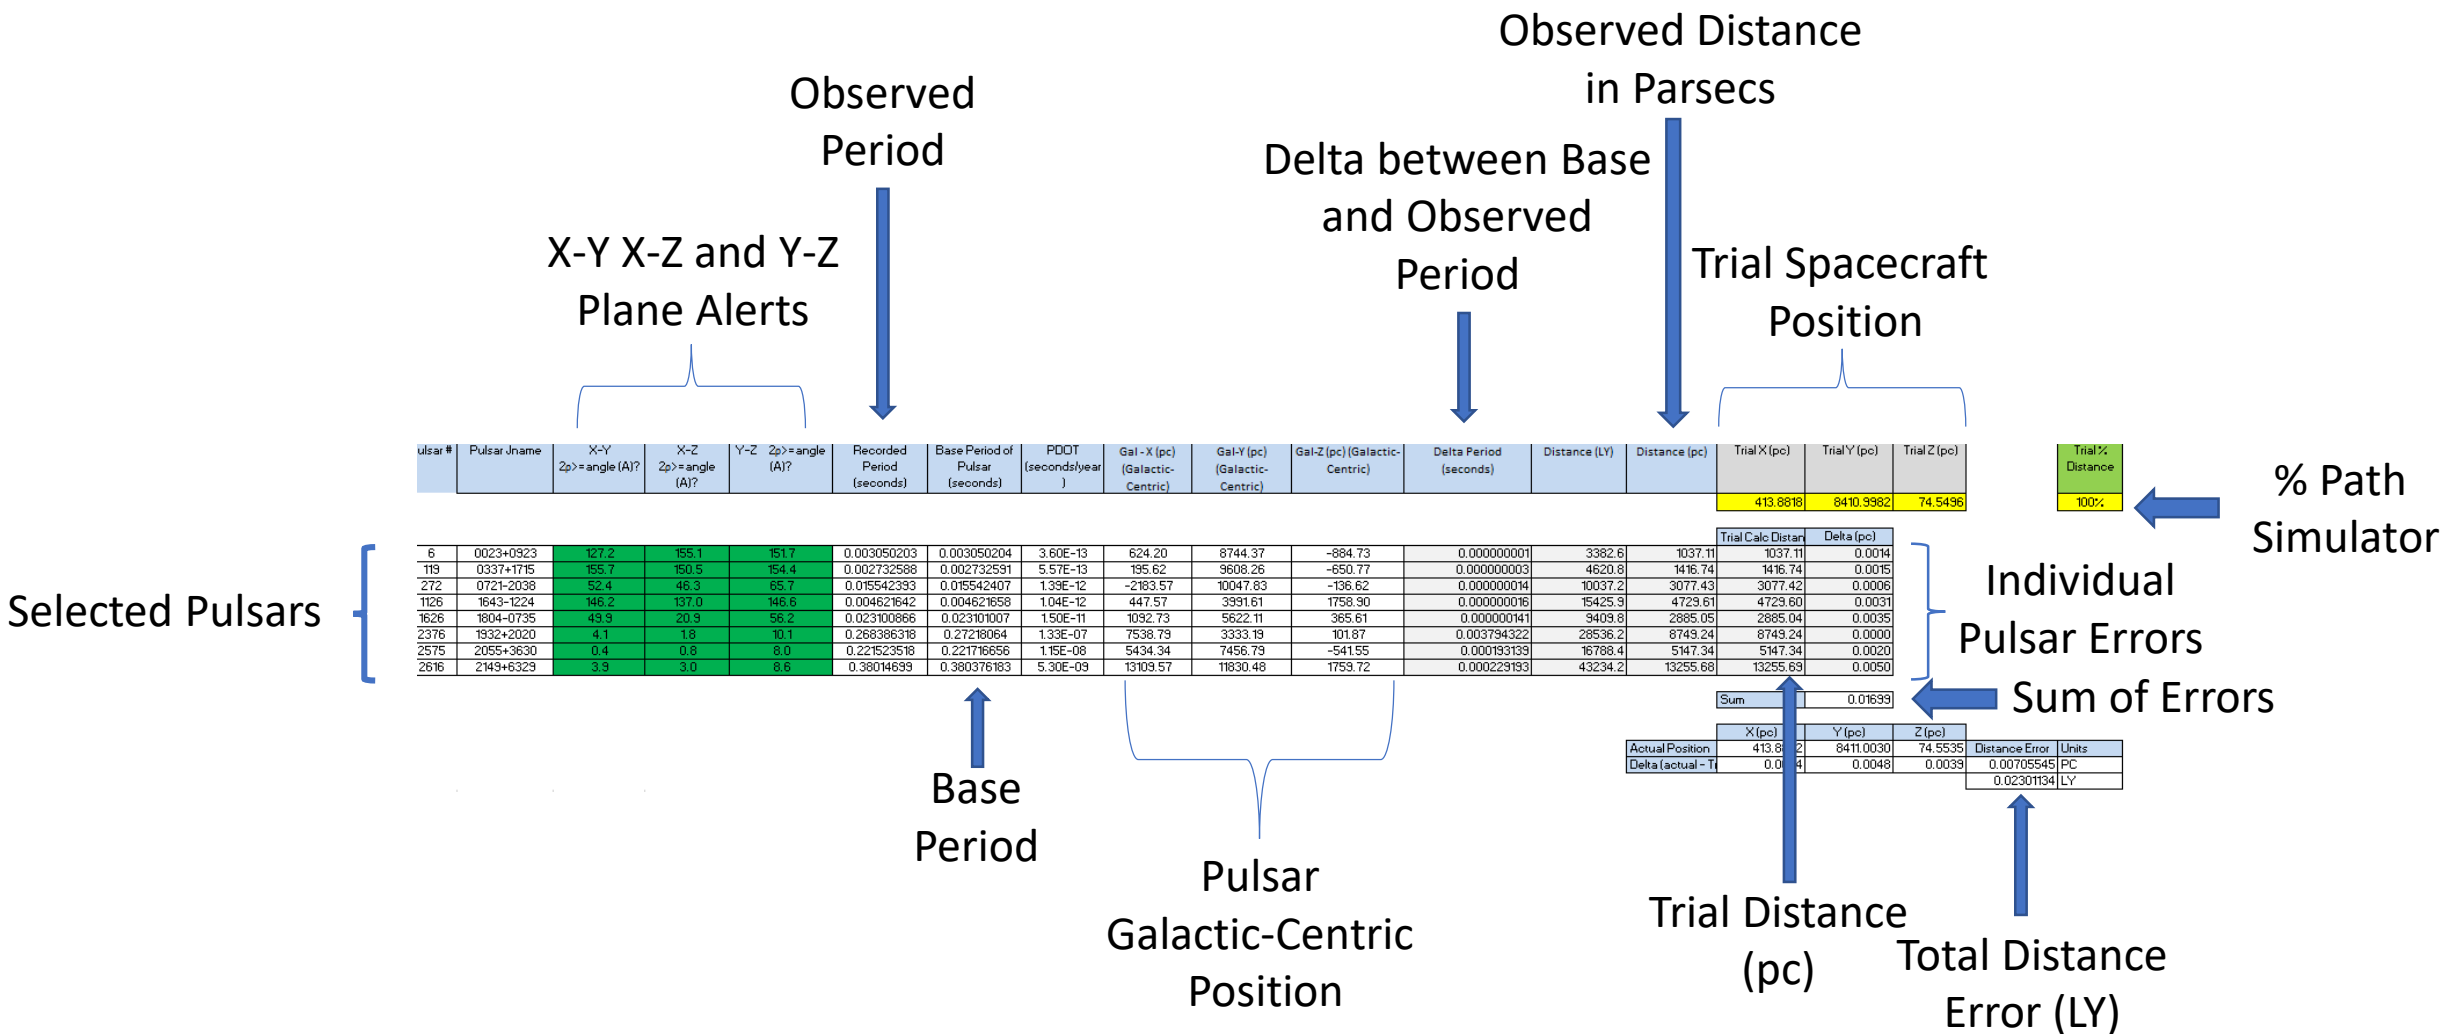 Observed Distance
in Parsecs
Observed
Period
Delta between Base
and Observed
Period
X-Y X-Z and Y-Z
Plane Alerts
Trial Spacecraft
Position
ulsar # Pulsar Jname X-Y 2p>=angle (A)? X-Z 2p>=angle (A)? Y-Z 2p>=angle (A)? Recorded Period (seconds) Base Period of Pulsar (seconds) PDOT (seconds/year) Gal - X (pc) (Galactic-Centric) Gal-Y (pc) (Galactic-Centric) Gal-Z (pc) (Galactic-Centric) Delta Period (seconds) Distance (LY) Distance (pc) Trial X (pc) Trial Y (pc) Trial Z (pc) Trial % Distance
413.8818 8410.9982 74.5496 100%
% Path
Simulator
Trial Calc Distan Delta (pc)
6 0023+0923 127.2 155.1 151.7 0.003050203 0.003050204 3.60E-13 624.20 8744.37 -884.73 0.000000001 3382.6 1037.11 1037.11 0.0014
119 0337+1715 155.7 150.5 154.4 0.002732588 0.002732591 5.57E-13 195.62 9608.26 -650.77 0.000000003 4620.8 1416.74 1416.74 0.0015
272 0721-2038 52.4 46.3 65.7 0.015542393 0.015542407 1.39E-12 -2183.57 10047.83 -136.62 0.000000014 10037.2 3077.43 3077.42 0.0006
1126 1643-1224 146.2 137.0 146.6 0.004621642 0.004621658 1.04E-12 447.57 3991.61 1758.90 0.000000016 15425.9 4729.61 4729.60 0.0031
1626 1804-0735 49.9 20.9 56.2 0.023100866 0.023101007 1.50E-11 1092.73 5622.11 365.61 0.000000141 9409.8 2885.05 2885.04 0.0035
2376 1932+2020 4.1 1.8 10.1 0.268386318 0.27218064 1.33E-07 7538.79 3333.19 101.87 0.003794322 28536.2 8749.24 8749.24 0.0000
2575 2055+3630 0.4 0.8 8.0 0.221523518 0.221716656 1.15E-08 5434.34 7456.79 -541.55 0.000193139 16788.4 5147.34 5147.34 0.0020
2616 2149+6329 3.9 3.0 8.6 0.38014699 0.380376183 5.30E-09 13109.57 11830.48 1759.72 0.000229193 43234.2 13255.68 13255.69 0.0050
Selected Pulsars
Individual
Pulsar Errors
Sum 0.01699
Sum of Errors
X (pc) Y (pc) Z (pc)
Actual Position 413.8 2 8411.0030 74.5535 Distance Error Units
Delta (actual - Tr 0.0 4 0.0048 0.0039 0.00705545 PC
0.02301134 LY
Base
Period
Pulsar
Galactic-Centric
Position
Trial Distance
(pc)
Total Distance
Error (LY)